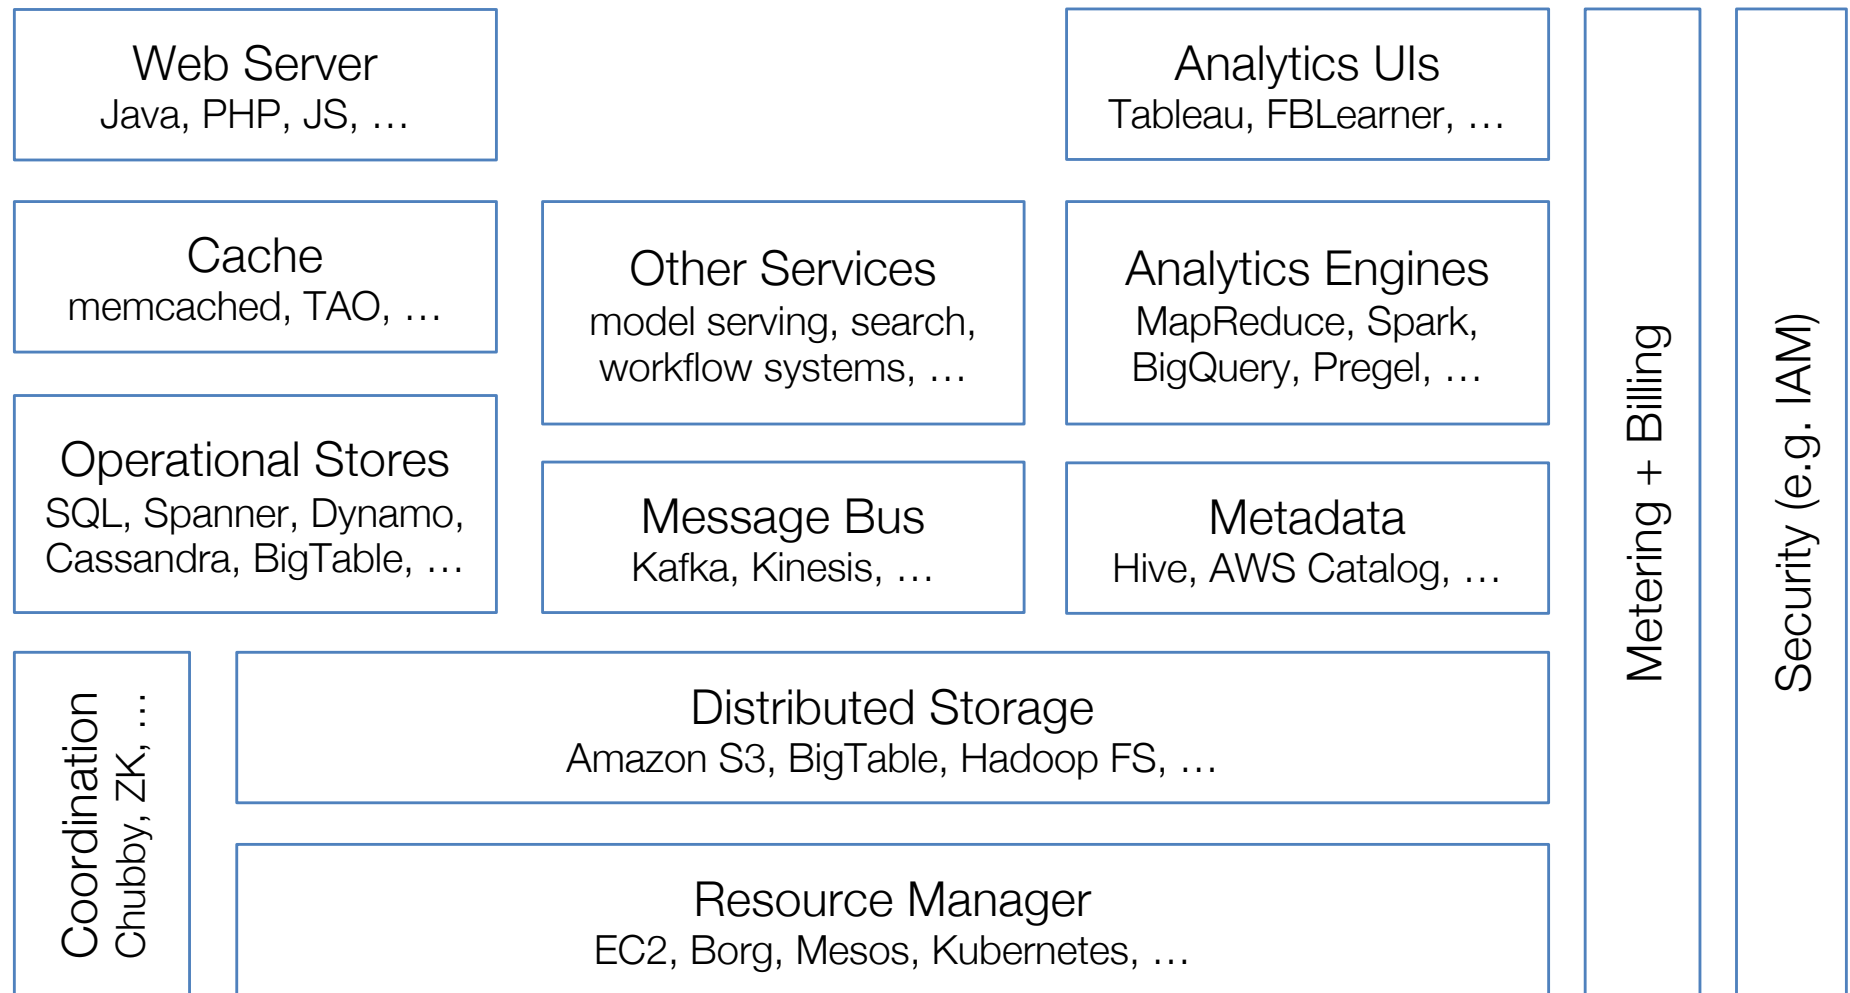 Web Server
Java, PHP, JS, …
Analytics UIs
Tableau, FBLearner, …
Cache
memcached, TAO, …
Other Services
model serving, search,
workflow systems, …
Analytics Engines
MapReduce, Spark,
BigQuery, Pregel, …
Operational Stores
SQL, Spanner, Dynamo,
Cassandra, BigTable, …
Message Bus
Kafka, Kinesis, …
Metadata
Hive, AWS Catalog, …
Coordination
Chubby, ZK, …
Distributed Storage
Amazon S3, BigTable, Hadoop FS, …
Resource Manager
EC2, Borg, Mesos, Kubernetes, …
Metering + Billing
Security (e.g. IAM)